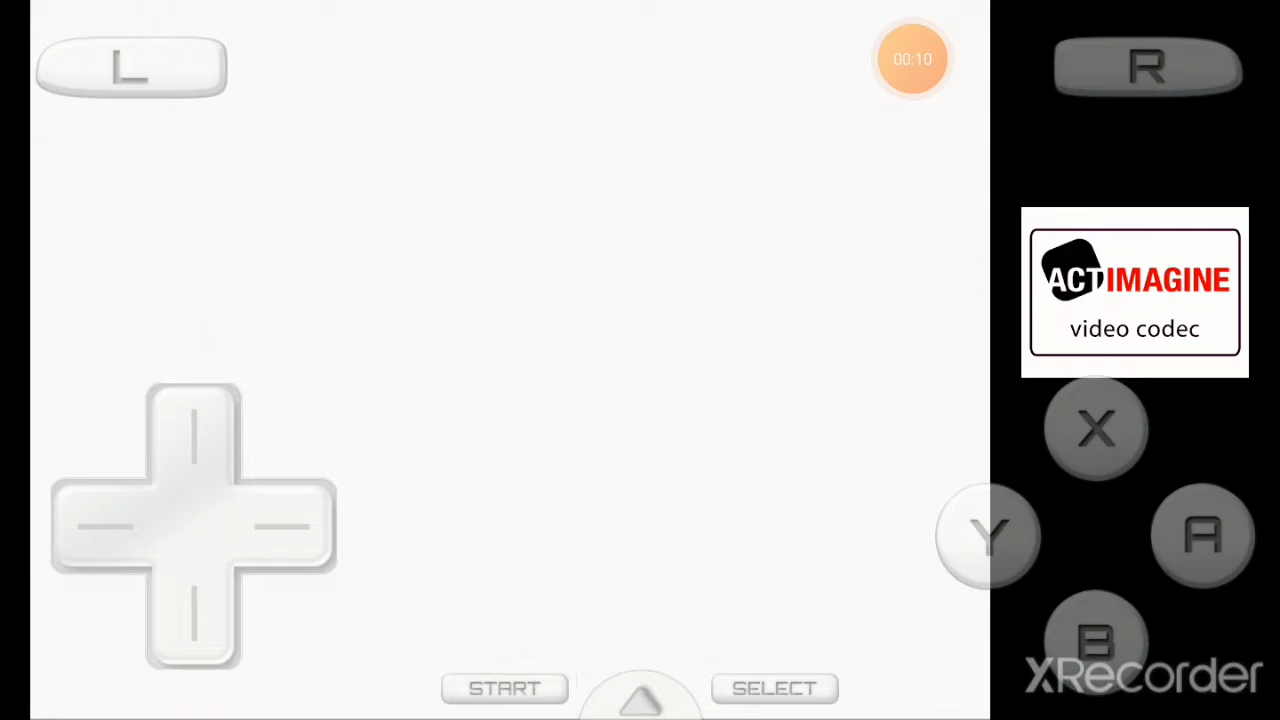 L
00:10
R
ACTIMAGINE
video codec
X
Y
A
B
START
SELECT
XRecorder